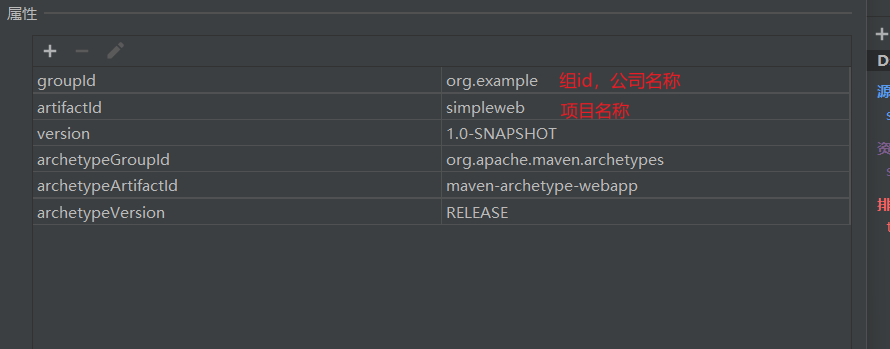 属性
groupId org.example 组id，公司名称
artifactId simpleweb 项目名称
version 1.0-SNAPSHOT
archetypeGroupId org.apache.maven.archetypes
archetypeArtifactId maven-archetype-webapp
archetypeVersion RELEASE
D
源
s
资
s
排
t